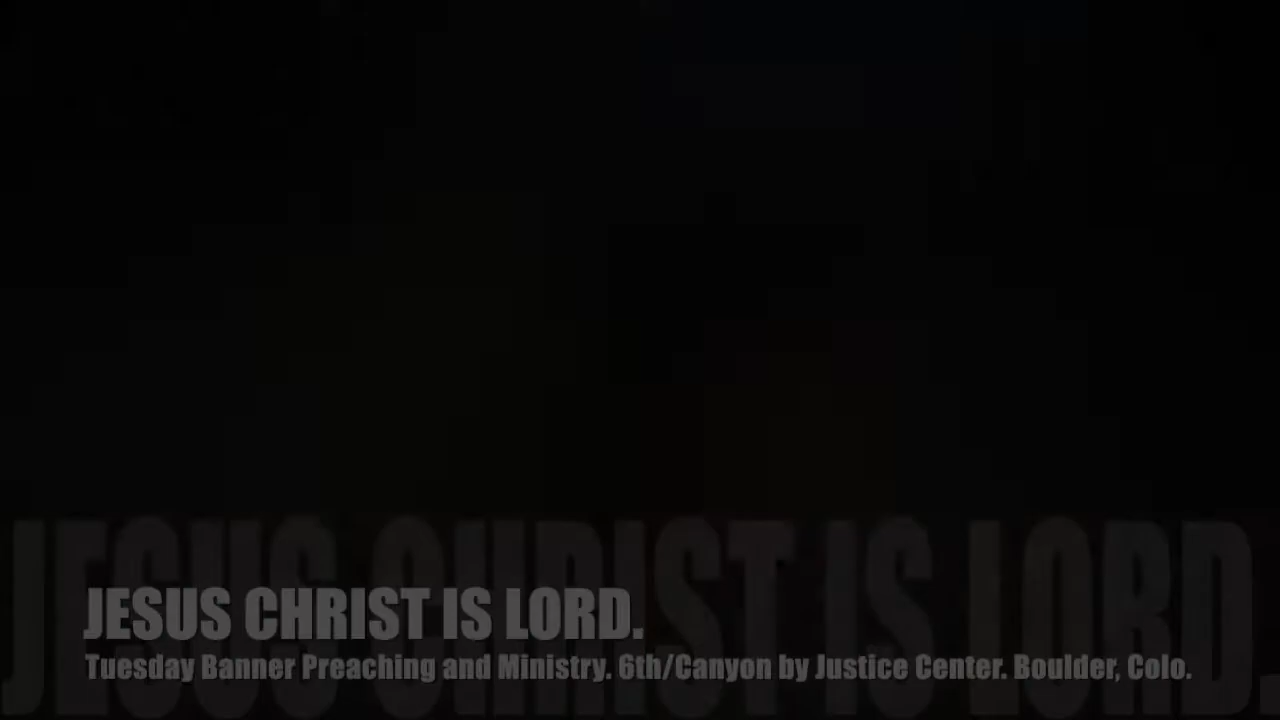 JESUS CHRIST IS LORD.
JESUS CHRIST IS LORD.
Tuesday Banner Preaching and Ministry. 6th/Canyon by Justice Center. Boulder, Colo.